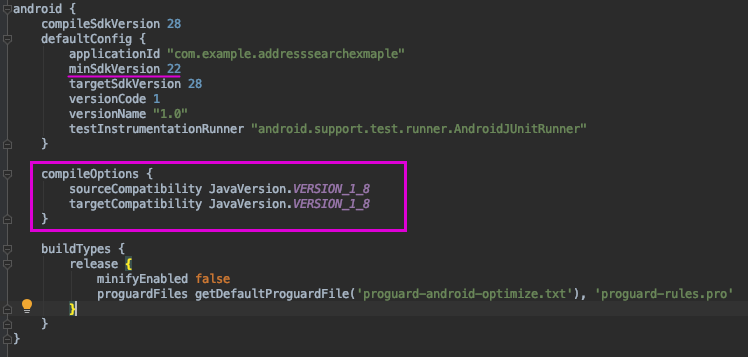 android {
    compileSdkVersion 28
    defaultConfig {
        applicationId "com.example.addresssearchexmaple"
        minSdkVersion 22
        targetSdkVersion 28
        versionCode 1
        versionName "1.0"
        testInstrumentationRunner "android.support.test.runner.AndroidJUnitRunner"
    }
    compileOptions {
        sourceCompatibility JavaVersion.VERSION_1_8
        targetCompatibility JavaVersion.VERSION_1_8
    }
    buildTypes {
        release {
            minifyEnabled false
            proguardFiles getDefaultProguardFile('proguard-android-optimize.txt'), 'proguard-rules.pro'
        }
    }
}